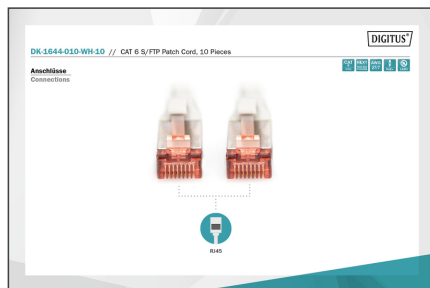 DIGITUS®
DK-1644-010-WH-10 // CAT 6 S/FTP Patch Cord, 10 Pieces
Anschlüsse
Connections
RJ45